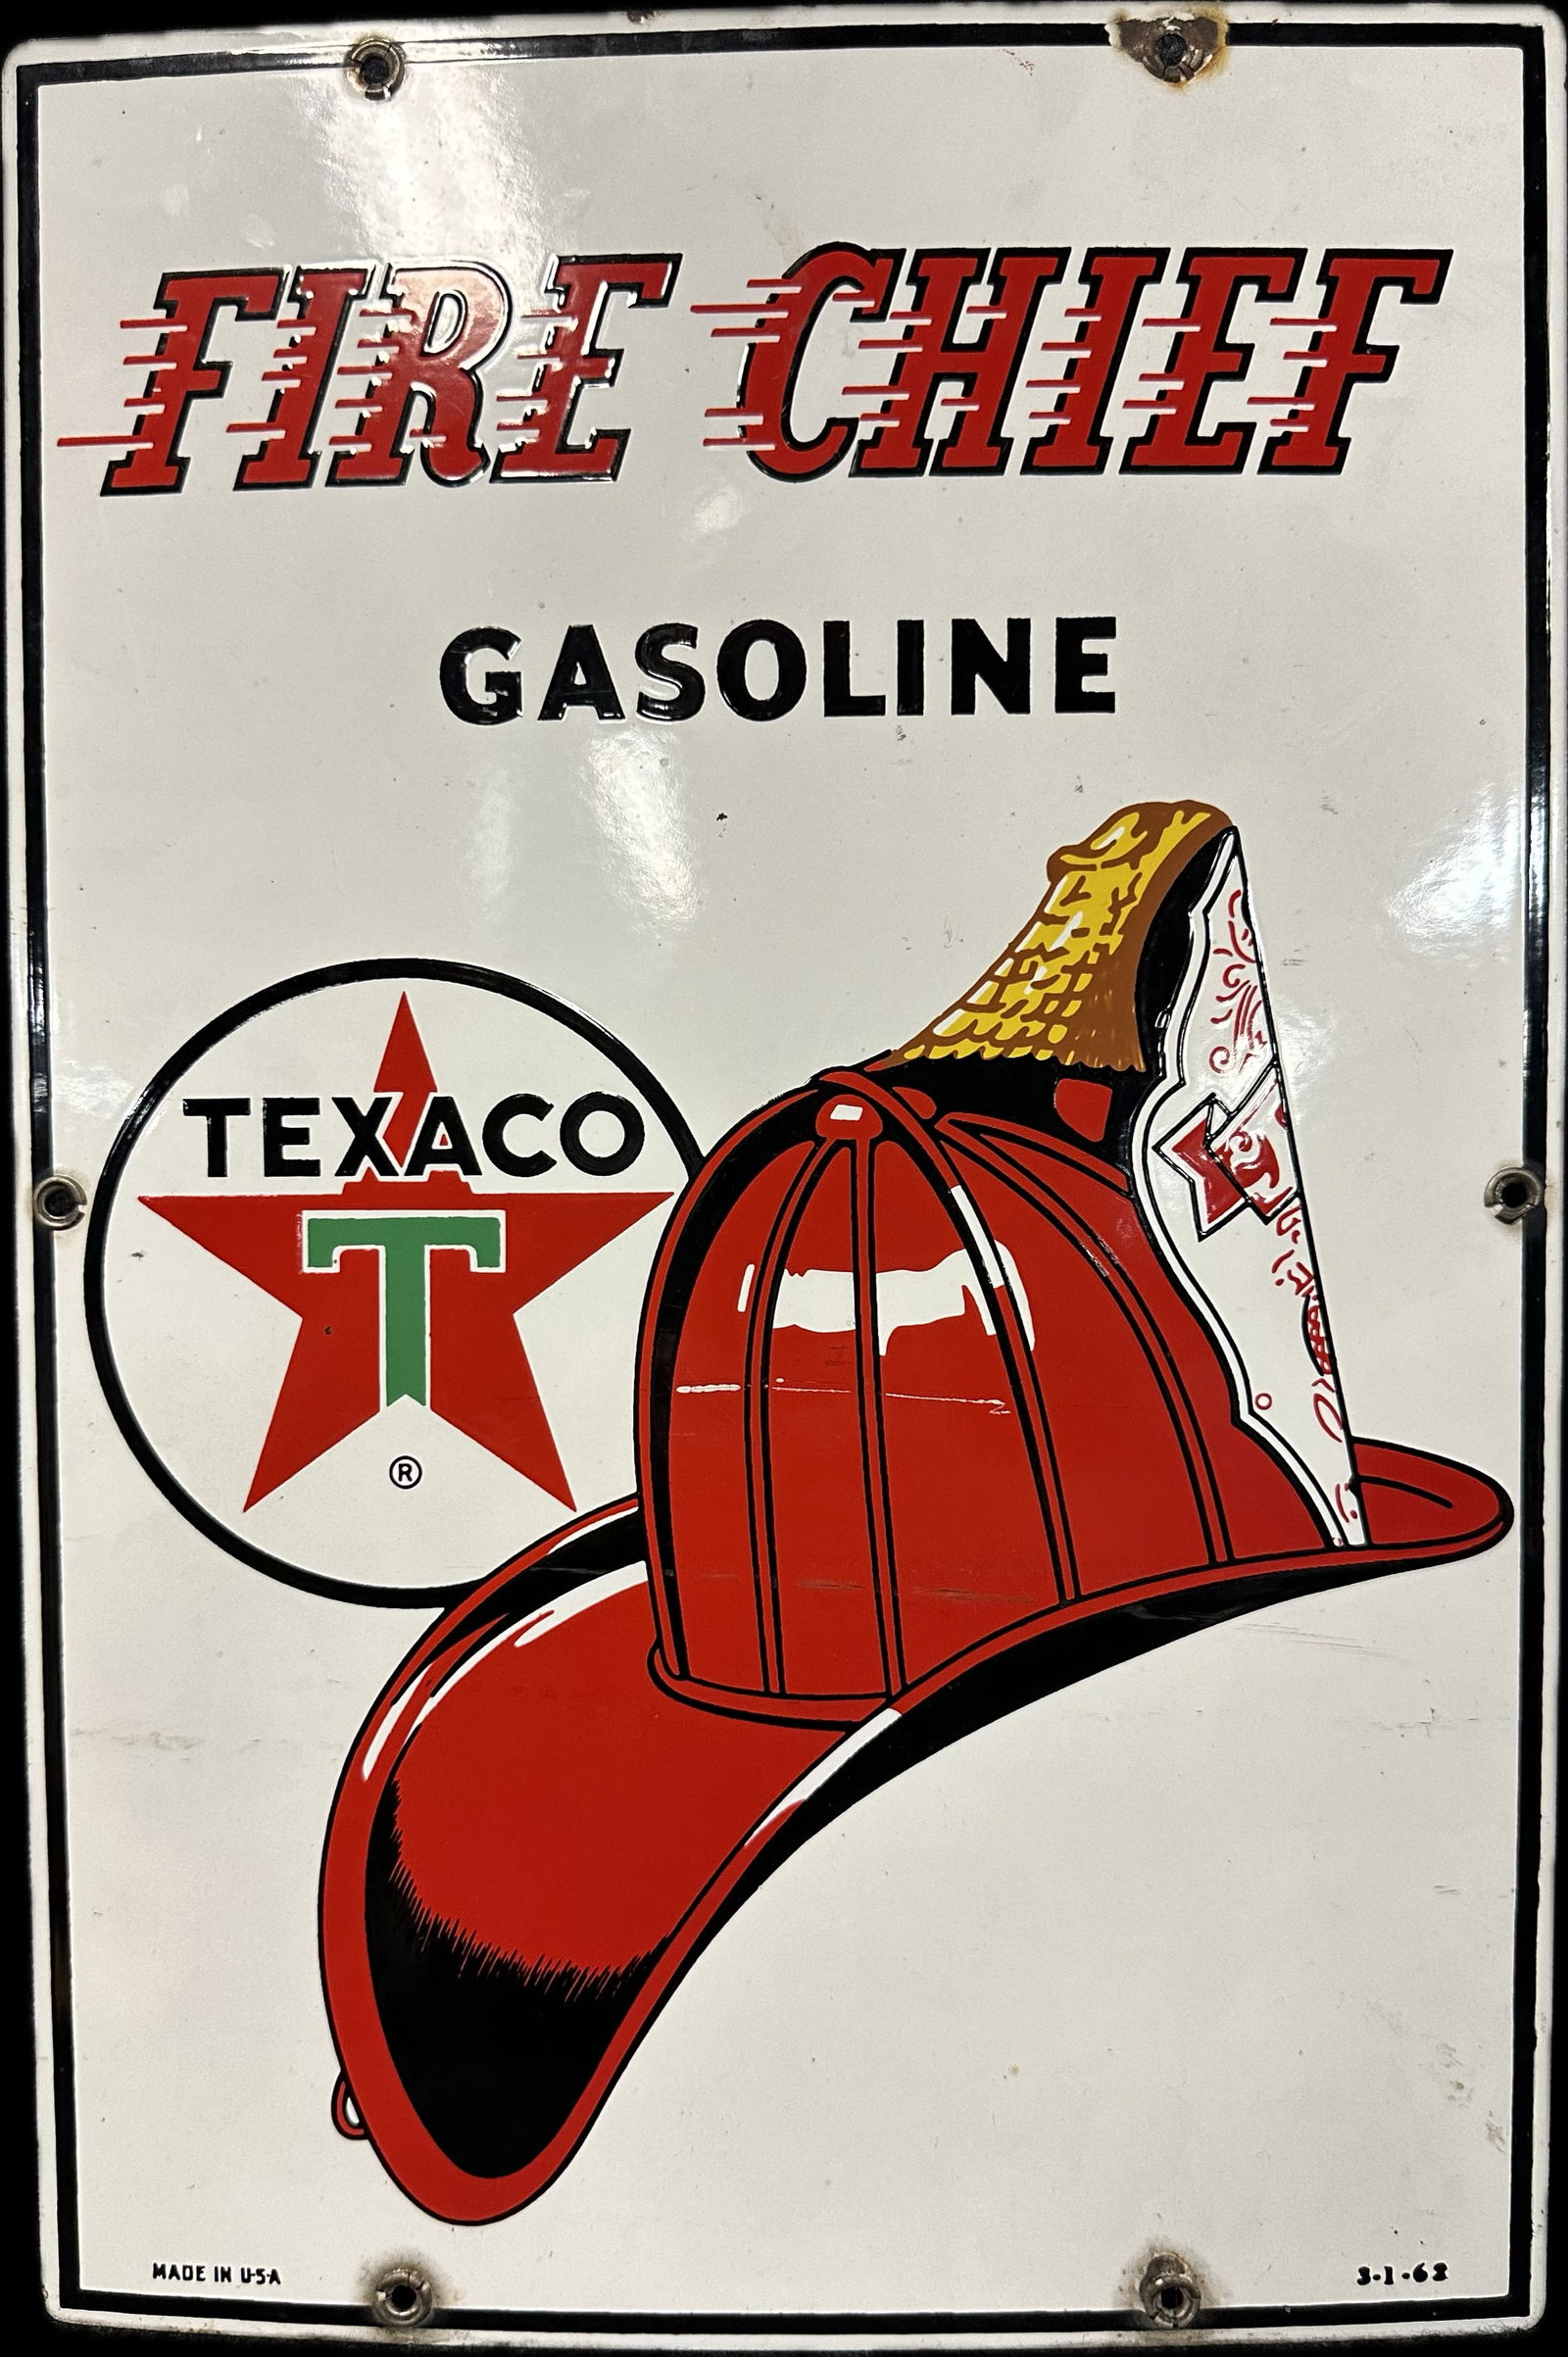 FIRE CHIEF
GASOLINE
TEXACO
T
®
MADE IN U·S·A
3-1-62